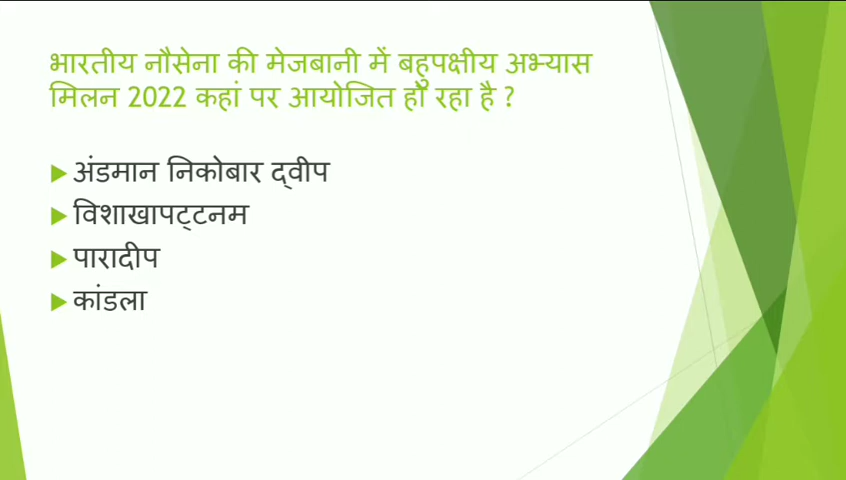 भारतीय नौसेना की मेजबानी में बहुपक्षीय अभ्यास
मिलन 2022 कहां पर आयोजित हो रहा है ?
अंडमान निकोबार द्वीप
विशाखापट्टनम
पारादीप
कांडला